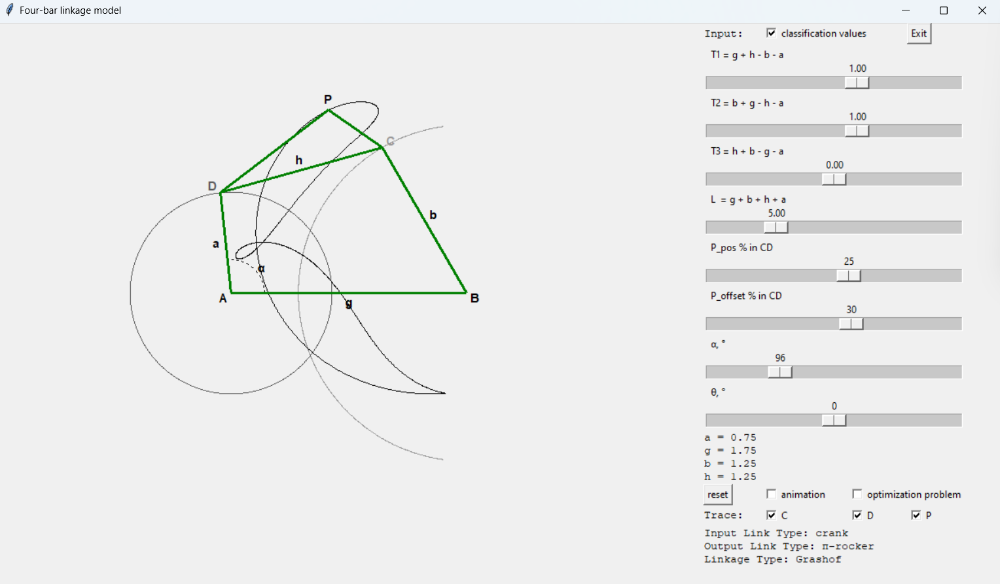 Four-bar linkage model
Input: classification values Exit
T1 = g + h - b - a
1.00
T2 = b + g - h - a
1.00
T3 = h + b - g - a
0.00
L = g + b + h + a
5.00
P_pos % in CD
25
P_offset % in CD
30
α, °
96
θ, °
0
a = 0.75
g = 1.75
b = 1.25
h = 1.25
reset animation optimization problem
Trace: C D P
Input Link Type: crank
Output Link Type: π-rocker
Linkage Type: Grashof
P
C
h
D
b
a
α
A
B
g